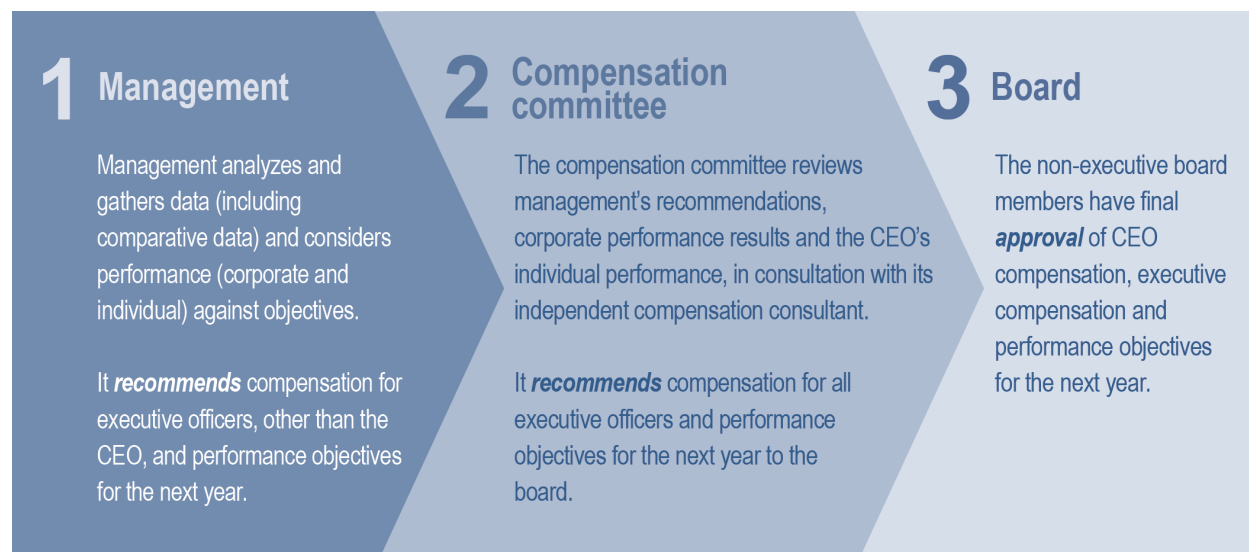 1 Management
Management analyzes and
gathers data (including
comparative data) and considers
performance (corporate and
individual) against objectives.
It recommends compensation for
executive officers, other than the
CEO, and performance objectives
for the next year.
2 Compensation
committee
The compensation committee reviews
management’s recommendations,
corporate performance results and the CEO’s
individual performance, in consultation with its
independent compensation consultant.
It recommends compensation for all
executive officers and performance
objectives for the next year to the
board.
3 Board
The non-executive board
members have final
approval of CEO
compensation, executive
compensation and
performance objectives
for the next year.